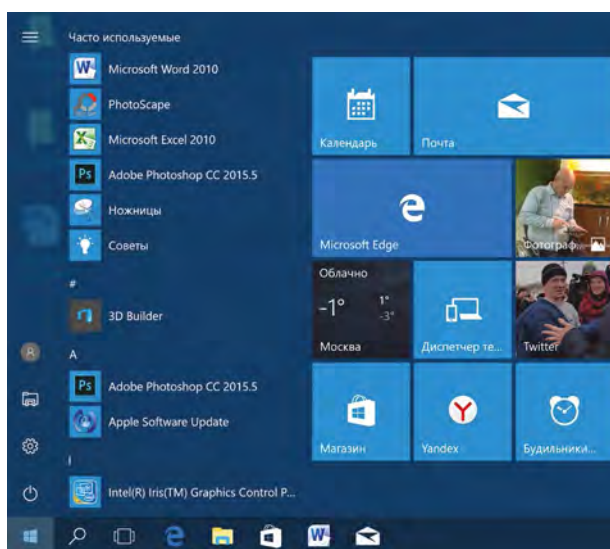 Часто используемые
Microsoft Word 2010
PhotoScape
Microsoft Excel 2010
Ps
Adobe Photoshop CC 2015.5
Ножницы
Советы
#
3D Builder
A
Ps
Adobe Photoshop CC 2015.5
Apple Software Update
I
Intel(R) Iris(TM) Graphics Control P...
Календарь
Почта
Microsoft Edge
Фотограф...
Облачно
-1°
1°
-3°
Москва
Диспетчер те...
Twitter
Магазин
Yandex
Будильники...